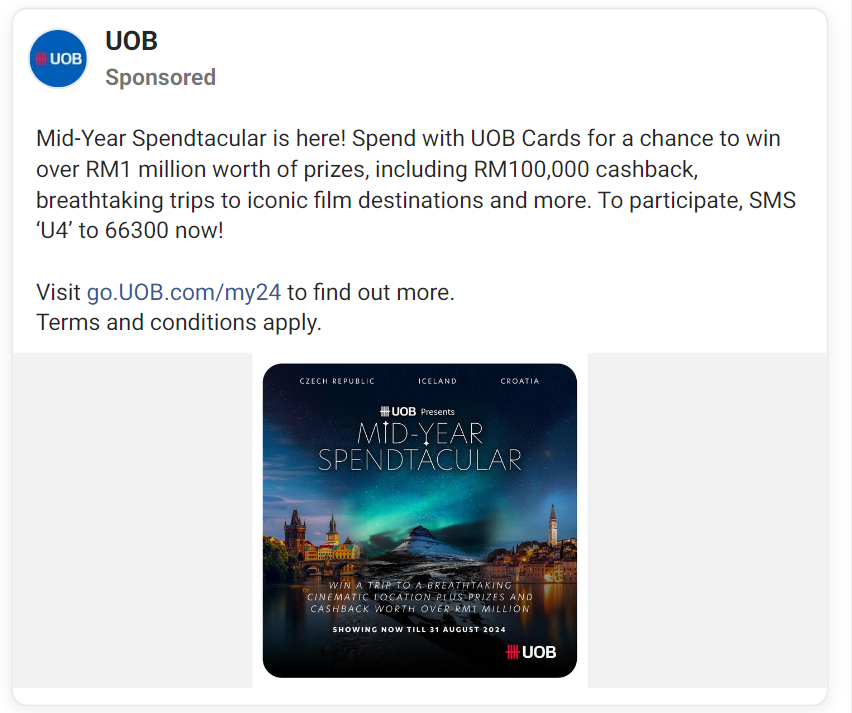 UOB
UOB
Sponsored
Mid-Year Spendtacular is here! Spend with UOB Cards for a chance to win
over RM1 million worth of prizes, including RM100,000 cashback,
breathtaking trips to iconic film destinations and more. To participate, SMS
‘U4’ to 66300 now!
Visit go.UOB.com/my24 to find out more.
Terms and conditions apply.
CZECH REPUBLIC ICELAND CROATIA
UOB Presents
MID-YEAR
SPENDTACULAR
WIN A TRIP TO A BREATHTAKING
CINEMATIC LOCATION PLUS PRIZES AND
CASHBACK WORTH OVER RM1 MILLION
SHOWING NOW TILL 31 AUGUST 2024
UOB